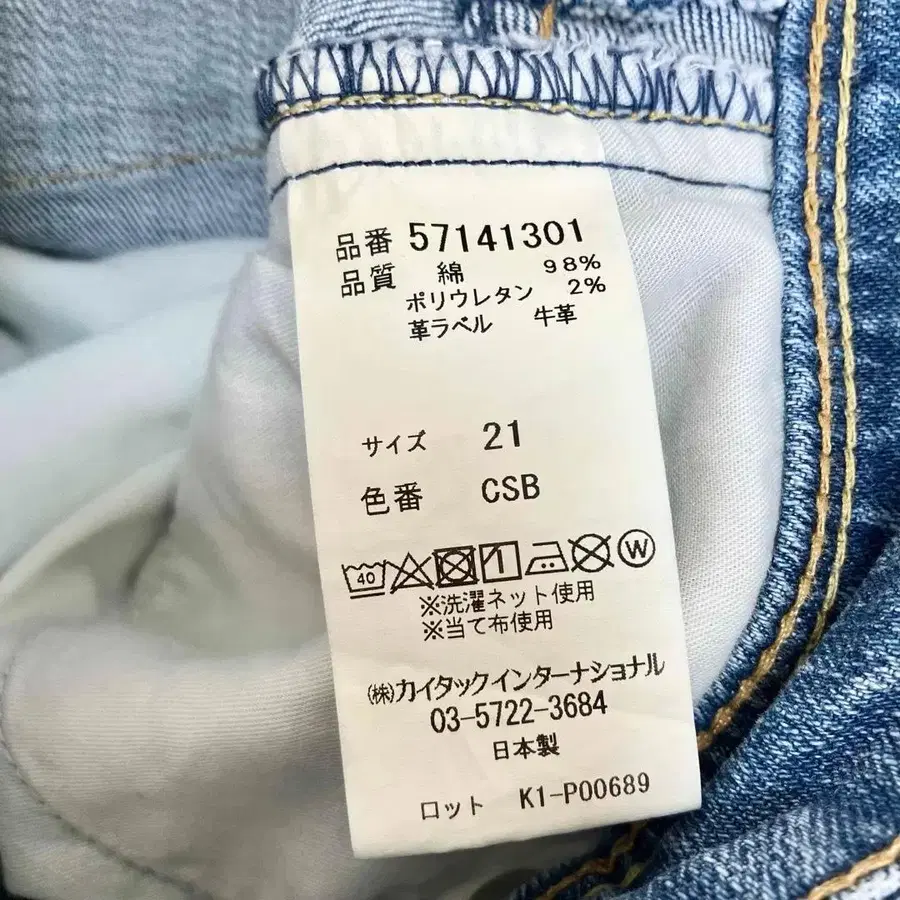 品番 57141301
品質 綿 98%
ポリウレタン 2%
革ラベル 牛革
サイズ 21
色番 CSB
40 W
※洗濯ネット使用
※当て布使用
㈱カイタックインターナショナル
03-5722-3684
日本製
ロット K1-P00689